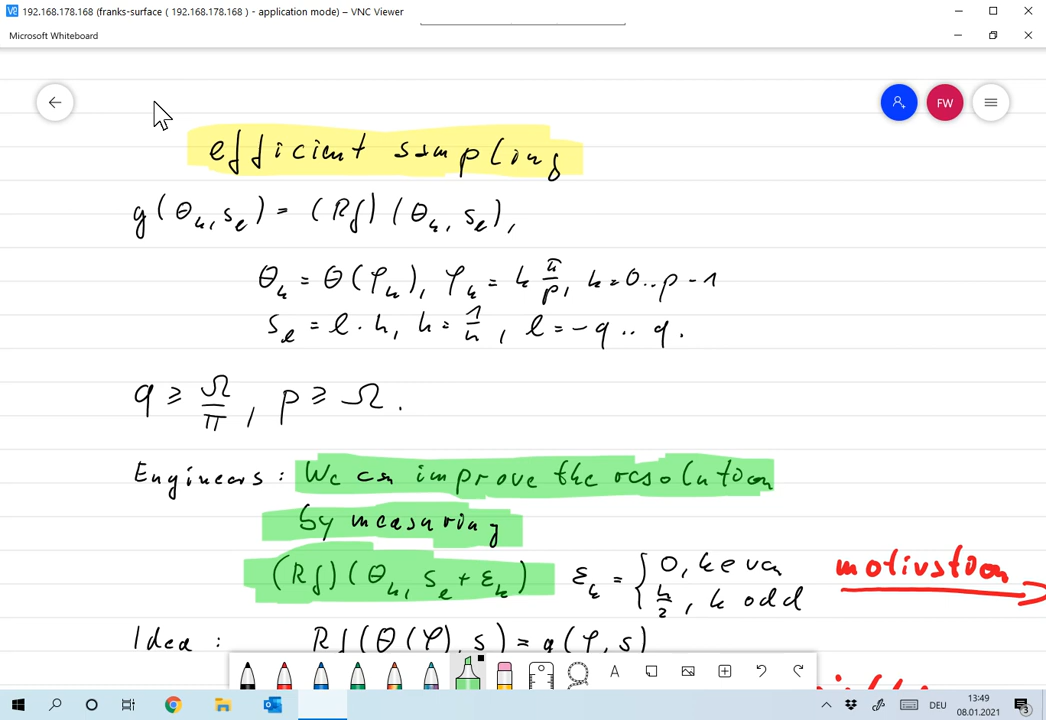 192.168.178.168 (franks-surface ( 192.168.178.168 ) - application mode) – VNC Viewer
Microsoft Whiteboard
FW
efficient sampling
g(θₖ, sₗ) = (Rf)(θₖ, sₗ),
θₖ = θ(φₖ), φₖ = k π/p, k = 0..p-1
sₗ = l · h, h = 1/q, l = -q .. q.
q ≥ Ω/π, p ≥ Ω.
Engineers: We can improve the resolution
by measuring
(Rf)(θₖ, sₗ + εₖ) εₖ = { 0, k even
h/2, k odd
motivation
Idea: Rf(θ(φ), s) = g(φ, s)
A
DEU
13:49
08.01.2021
3